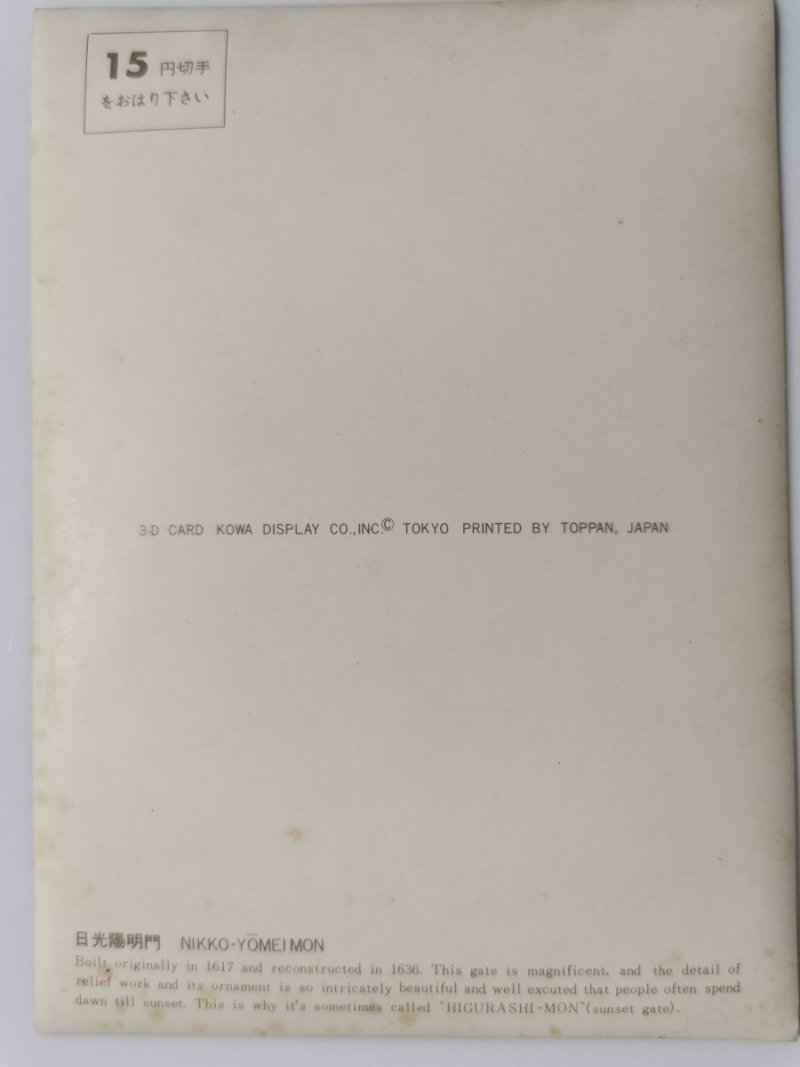 15 円切手
をおはり下さい
3-D CARD KOWA DISPLAY CO.,INC.© TOKYO PRINTED BY TOPPAN, JAPAN
日光陽明門 NIKKO-YŌMEI MON
Built originally in 1617 and reconstructed in 1636. This gate is magnificent, and the detail of
relief work and its ornament is so intricately beautiful and well excuted that people often spend
dawn till sunset. This is why it's sometimes called "HIGURASHI-MON"(sunset gate).